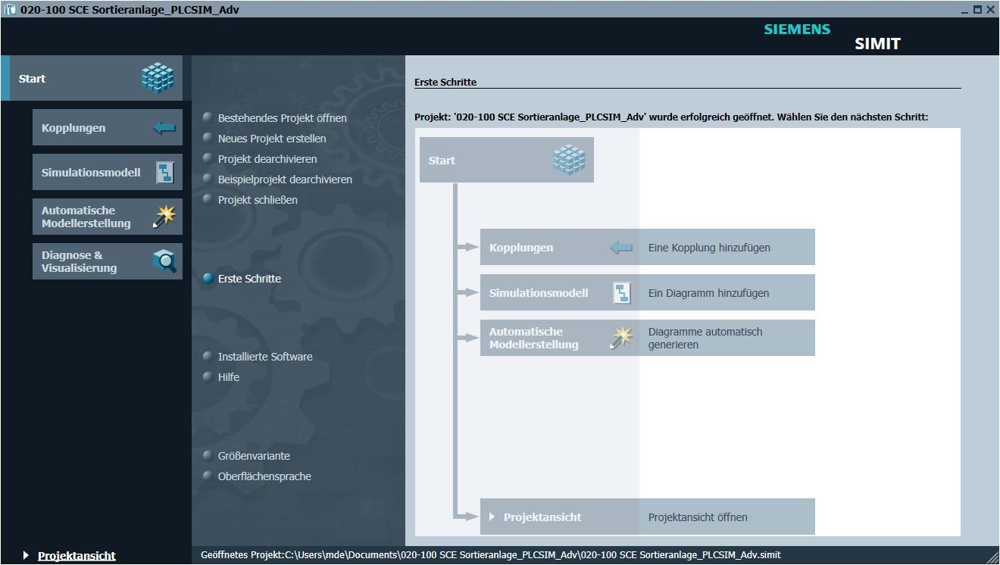 020-100 SCE Sortieranlage_PLCSIM_Adv
SIEMENS
SIMIT
Start
Kopplungen
Simulationsmodell
Automatische
Modellerstellung
Diagnose &
Visualisierung
Projektansicht
Bestehendes Projekt öffnen
Neues Projekt erstellen
Projekt dearchivieren
Beispielprojekt dearchivieren
Projekt schließen
Erste Schritte
Installierte Software
Hilfe
Größenvariante
Oberflächensprache
Erste Schritte
Projekt: '020-100 SCE Sortieranlage_PLCSIM_Adv' wurde erfolgreich geöffnet. Wählen Sie den nächsten Schritt:
Start
Kopplungen
Eine Kopplung hinzufügen
Simulationsmodell
Ein Diagramm hinzufügen
Automatische
Modellerstellung
Diagramme automatisch
generieren
Projektansicht
Projektansicht öffnen
Geöffnetes Projekt:C:\Users\mde\Documents\020-100 SCE Sortieranlage_PLCSIM_Adv\020-100 SCE Sortieranlage_PLCSIM_Adv.simit